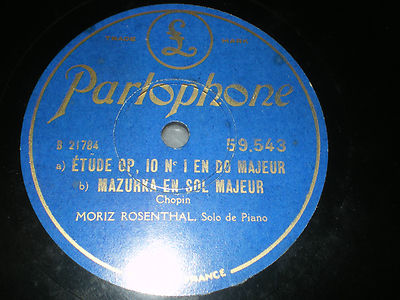 TRADE MARK
£
Parlophone
B 21784 59.543
a) ÉTUDE OP. 10 N° 1 EN DO MAJEUR
b) MAZURKA EN SOL MAJEUR
Chopin
MORIZ ROSENTHAL, Solo de Piano
FRANCE